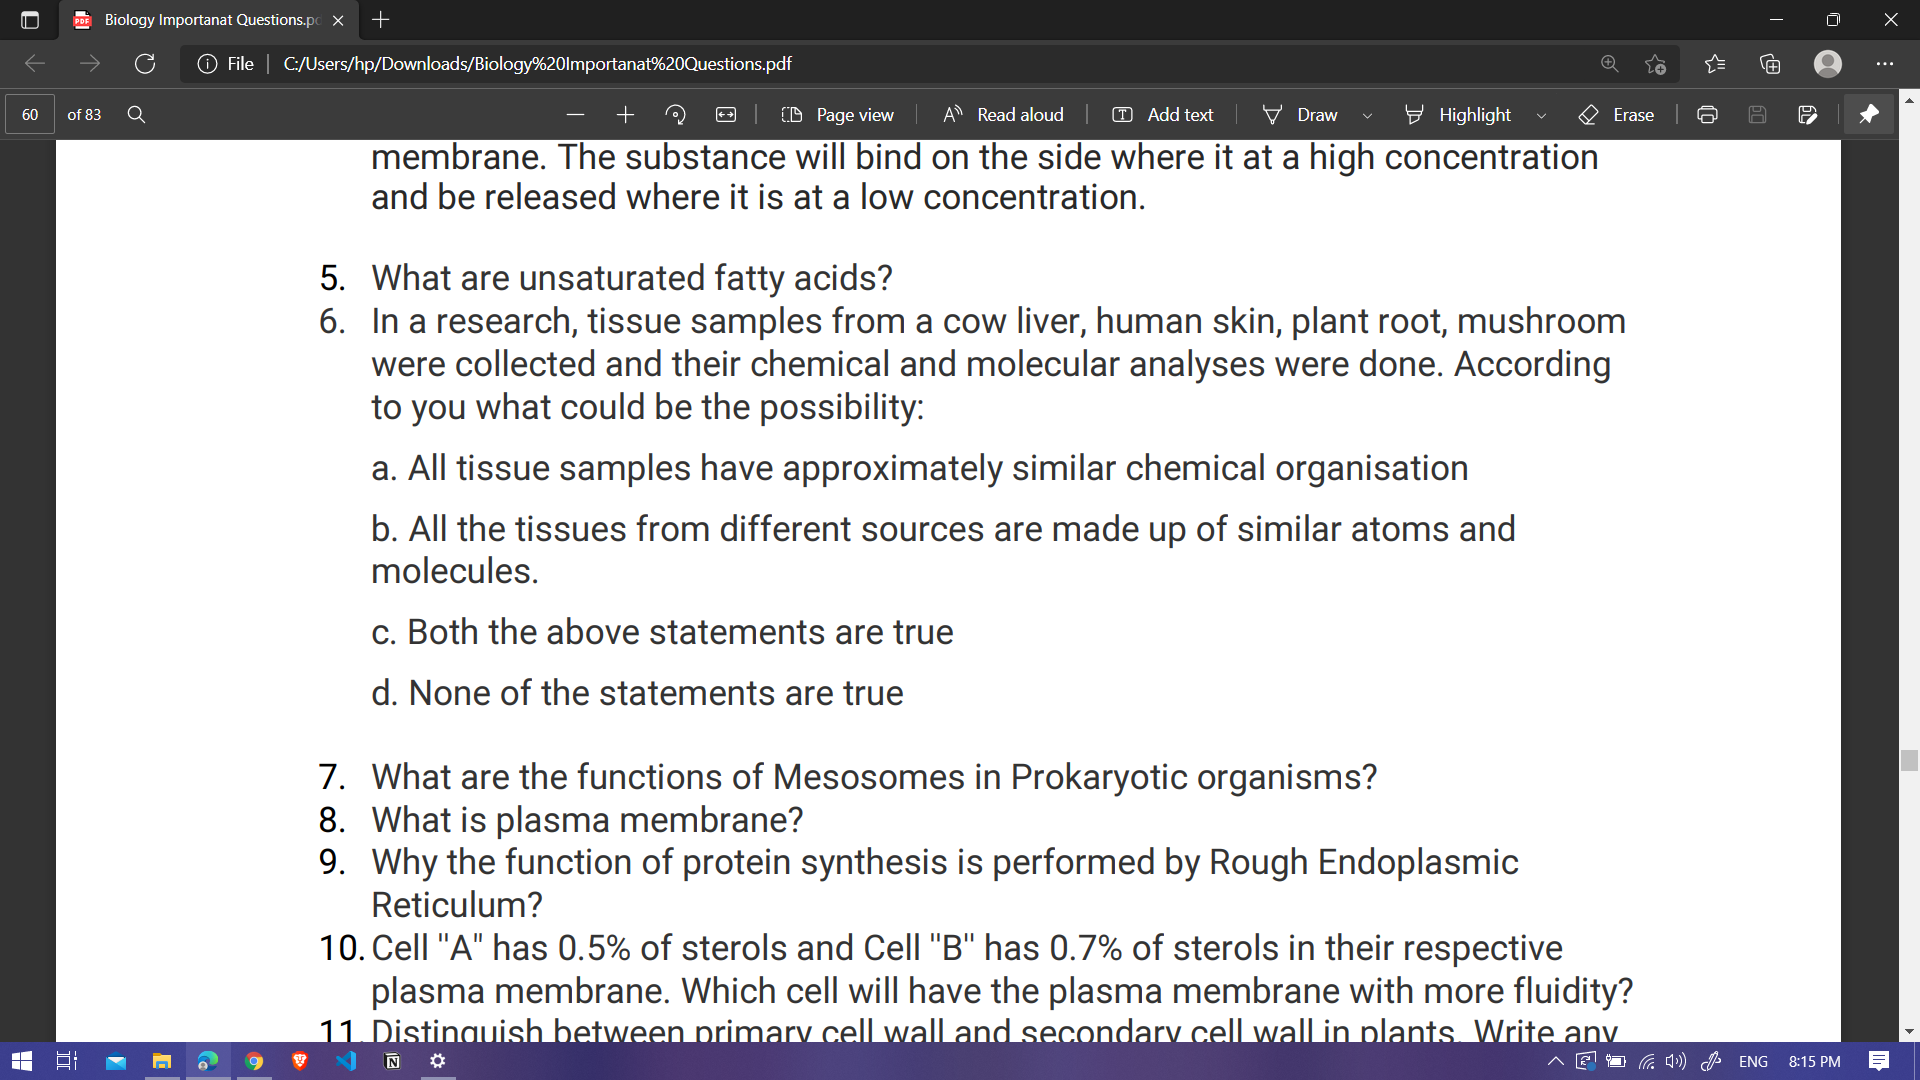 Biology Importanat Questions.pd
File
C:/Users/hp/Downloads/Biology%20Importanat%20Questions.pdf
60 of 83
Page view
Read aloud
Add text
Draw
Highlight
Erase
membrane. The substance will bind on the side where it at a high concentration
and be released where it is at a low concentration.
5. What are unsaturated fatty acids?
6. In a research, tissue samples from a cow liver, human skin, plant root, mushroom
were collected and their chemical and molecular analyses were done. According
to you what could be the possibility:
a. All tissue samples have approximately similar chemical organisation
b. All the tissues from different sources are made up of similar atoms and
molecules.
c. Both the above statements are true
d. None of the statements are true
7. What are the functions of Mesosomes in Prokaryotic organisms?
8. What is plasma membrane?
9. Why the function of protein synthesis is performed by Rough Endoplasmic
Reticulum?
10. Cell "A" has 0.5% of sterols and Cell "B" has 0.7% of sterols in their respective
plasma membrane. Which cell will have the plasma membrane with more fluidity?
11. Distinguish between primary cell wall and secondary cell wall in plants. Write any
ENG
8:15 PM